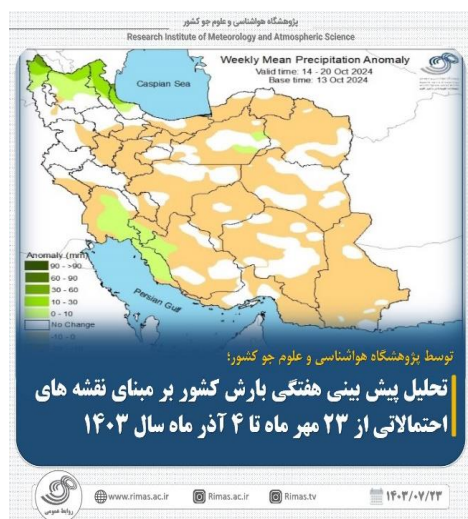 پژوهشگاه هواشناسی و علوم جو کشور
Research Institute of Meteorology and Atmospheric Science
Weekly Mean Precipitation Anomaly
Valid time: 14 - 20 Oct 2024
Base time: 13 Oct 2024
Caspian Sea
Persian Gulf
Anomaly (mm)
90 - >90
60 - 90
30 - 60
10 - 30
0 - 10
No Change
-10 - 0
توسط پژوهشگاه هواشناسی و علوم جو کشور؛
تحلیل پیش بینی هفتگی بارش کشور بر مبنای نقشه های
احتمالاتی از ۲۳ مهر ماه تا ۴ آذر ماه سال ۱۴۰۳
روابط عمومی
www.rimas.ac.ir
Rimas.ac.ir
Rimas.tv
۱۴۰۳/۰۷/۲۳